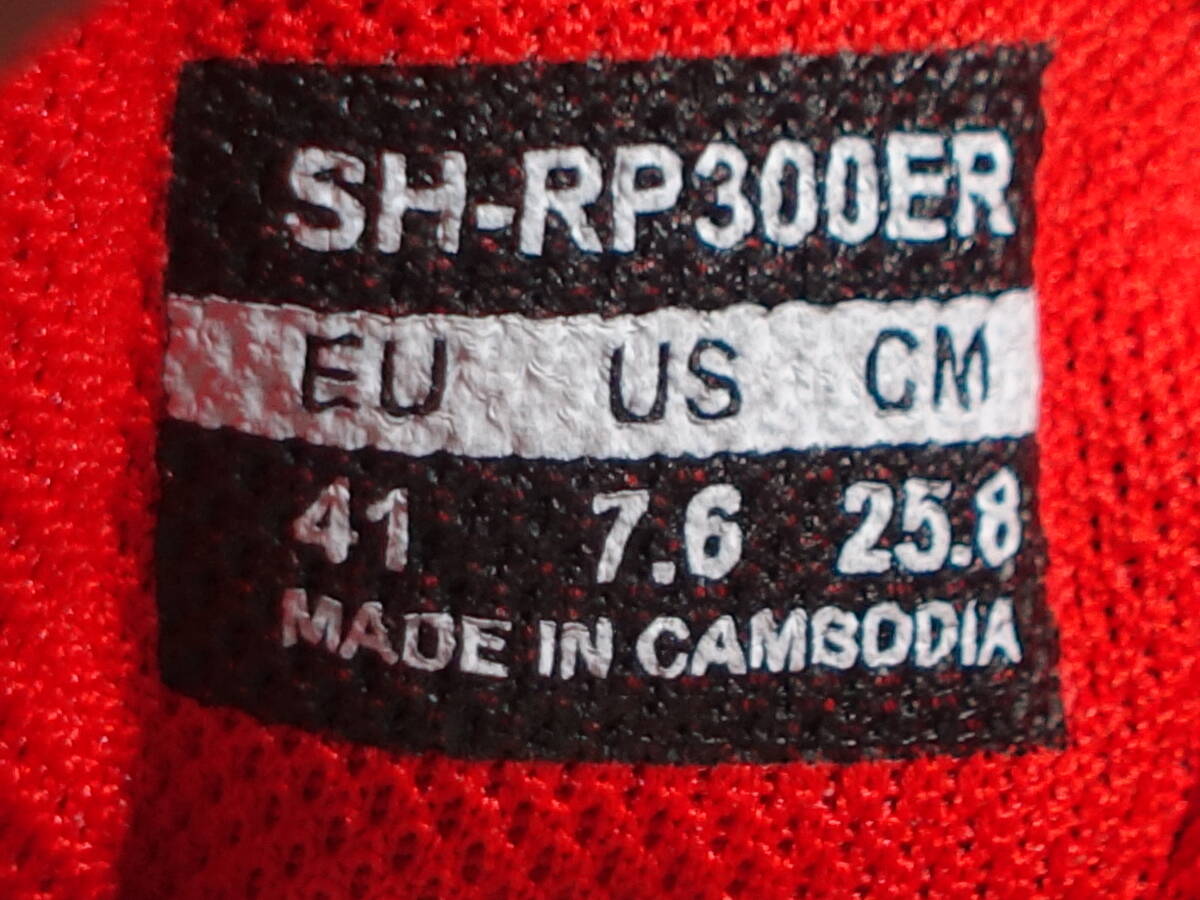 SH-RP300ER
EU US CM
41 7.6 25.8
MADE IN CAMBODIA